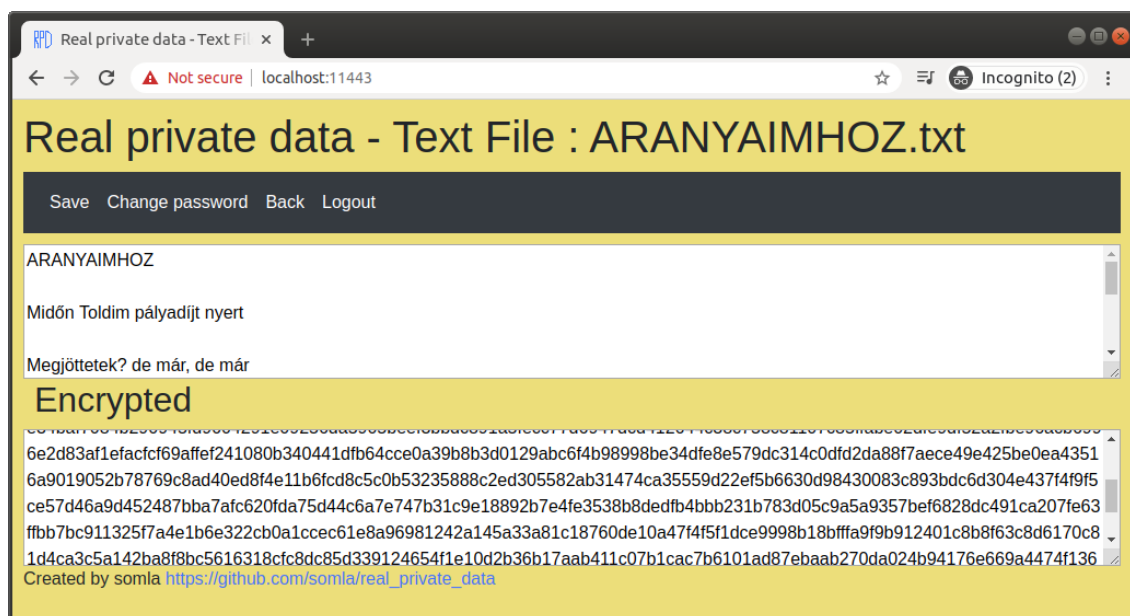 RPD Real private data - Text Fil
Not secure localhost:11443 Incognito (2)
Real private data - Text File : ARANYAIMHOZ.txt
Save Change password Back Logout
ARANYAIMHOZ
Midőn Toldim pályadíjt nyert
Megjöttetek? de már, de már
Encrypted
6e2d83af1efacfcf69affef241080b340441dfb64cce0a39b8b3d0129abc6f4b98998be34dfe8e579dc314c0dfd2da88f7aece49e425be0ea4351
6a9019052b78769c8ad40ed8f4e11b6fcd8c5c0b53235888c2ed305582ab31474ca35559d22ef5b6630d98430083c893bdc6d304e437f4f9f5
ce57d46a9d452487bba7afc620fda75d44c6a7e747b31c9e18892b7e4fe3538b8dedfb4bbb231b783d05c9a5a9357bef6828dc491ca207fe63
ffbb7bc911325f7a4e1b6e322cb0a1ccec61e8a96981242a145a33a81c18760de10a47f4f5f1dce9998b18bfffa9f9b912401c8b8f63c8d6170c8
1d4ca3c5a142ba8f8bc5616318cfc8dc85d339124654f1e10d2b36b17aab411c07b1cac7b6101ad87ebaab270da024b94176e669a4474f136
Created by somla https://github.com/somla/real_private_data